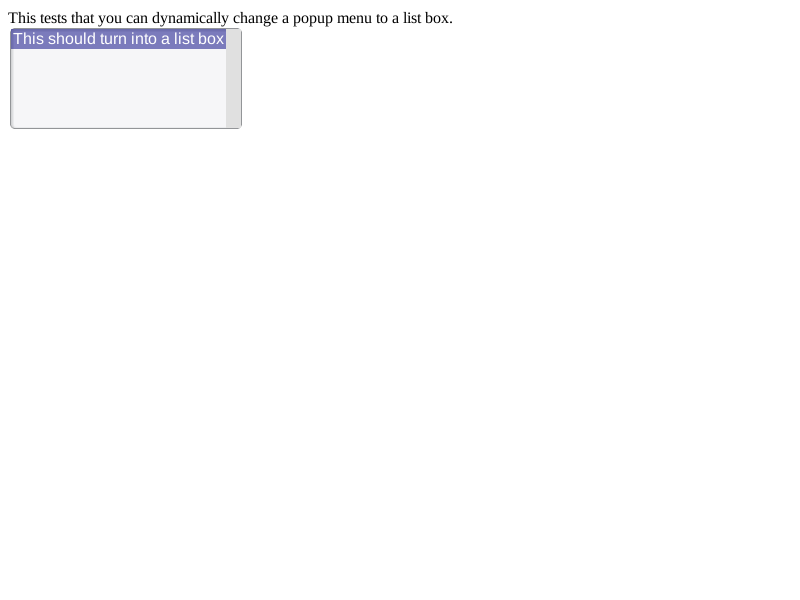 This tests that you can dynamically change a popup menu to a list box.
This should turn into a list box